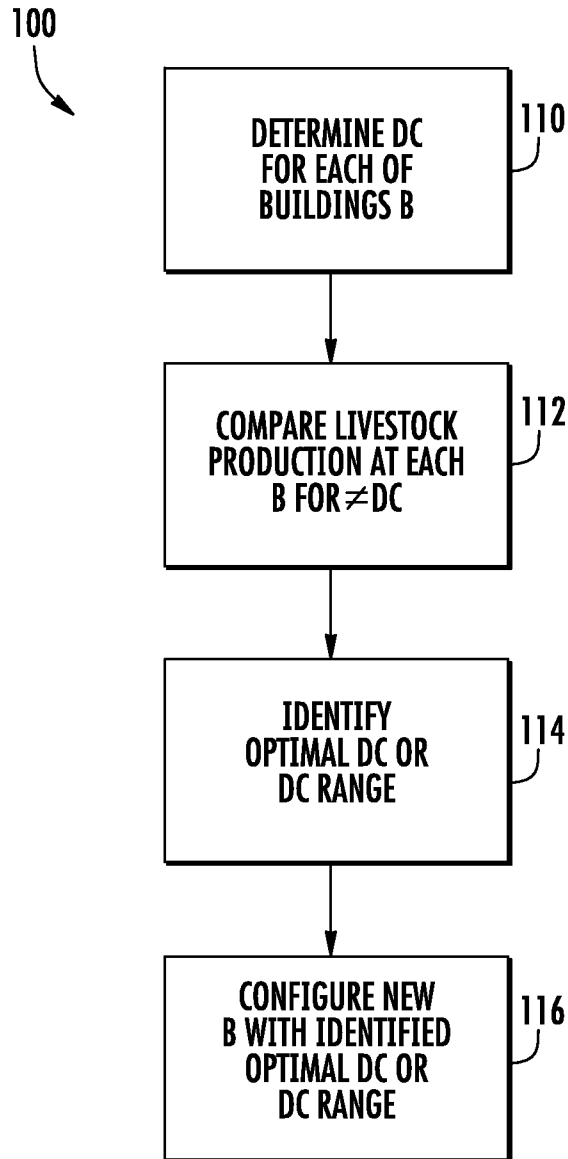 100
DETERMINE DC
FOR EACH OF
BUILDINGS B
110
COMPARE LIVESTOCK
PRODUCTION AT EACH
B FOR ≠DC
112
IDENTIFY
OPTIMAL DC OR
DC RANGE
114
CONFIGURE NEW
B WITH IDENTIFIED
OPTIMAL DC OR
DC RANGE
116